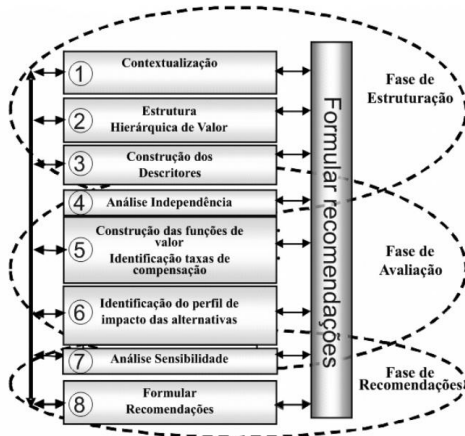 1 Contextualização
2 Estrutura
Hierárquica de Valor
3 Construção dos
Descritores
4 Análise Independência
5 Construção das funções de
valor
Identificação taxas de
compensação
6 Identificação do perfil de
impacto das alternativas
7 Análise Sensibilidade
8 Formular
Recomendações
Formular recomendações
Fase de
Estruturação
Fase de
Avaliação
Fase de
Recomendações